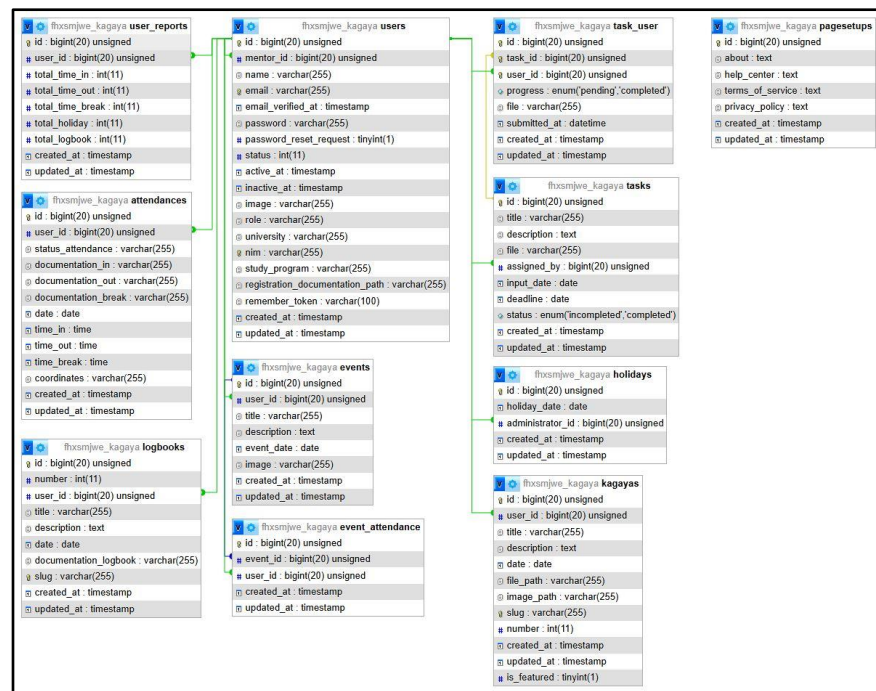 fhxsmjwe_kagaya user_reports
id : bigint(20) unsigned
user_id : bigint(20) unsigned
total_time_in : int(11)
total_time_out : int(11)
total_time_break : int(11)
total_holiday : int(11)
total_logbook : int(11)
created_at : timestamp
updated_at : timestamp
fhxsmjwe_kagaya attendances
id : bigint(20) unsigned
user_id : bigint(20) unsigned
status_attendance : varchar(255)
documentation_in : varchar(255)
documentation_out : varchar(255)
documentation_break : varchar(255)
date : date
time_in : time
time_out : time
time_break : time
coordinates : varchar(255)
created_at : timestamp
updated_at : timestamp
fhxsmjwe_kagaya logbooks
id : bigint(20) unsigned
number : int(11)
user_id : bigint(20) unsigned
title : varchar(255)
description : text
date : date
documentation_logbook : varchar(255)
slug : varchar(255)
created_at : timestamp
updated_at : timestamp
fhxsmjwe_kagaya users
id : bigint(20) unsigned
mentor_id : bigint(20) unsigned
name : varchar(255)
email : varchar(255)
email_verified_at : timestamp
password : varchar(255)
password_reset_request : tinyint(1)
status : int(11)
active_at : timestamp
inactive_at : timestamp
image : varchar(255)
role : varchar(255)
university : varchar(255)
nim : varchar(255)
study_program : varchar(255)
registration_documentation_path : varchar(255)
remember_token : varchar(100)
created_at : timestamp
updated_at : timestamp
fhxsmjwe_kagaya events
id : bigint(20) unsigned
user_id : bigint(20) unsigned
title : varchar(255)
description : text
event_date : date
image : varchar(255)
created_at : timestamp
updated_at : timestamp
fhxsmjwe_kagaya event_attendance
id : bigint(20) unsigned
event_id : bigint(20) unsigned
user_id : bigint(20) unsigned
created_at : timestamp
updated_at : timestamp
fhxsmjwe_kagaya task_user
id : bigint(20) unsigned
task_id : bigint(20) unsigned
user_id : bigint(20) unsigned
progress : enum('pending','completed')
file : varchar(255)
submitted_at : datetime
created_at : timestamp
updated_at : timestamp
fhxsmjwe_kagaya tasks
id : bigint(20) unsigned
title : varchar(255)
description : text
file : varchar(255)
assigned_by : bigint(20) unsigned
input_date : date
deadline : date
status : enum('incompleted','completed')
created_at : timestamp
updated_at : timestamp
fhxsmjwe_kagaya holidays
id : bigint(20) unsigned
holiday_date : date
administrator_id : bigint(20) unsigned
created_at : timestamp
updated_at : timestamp
fhxsmjwe_kagaya kagayas
id : bigint(20) unsigned
user_id : bigint(20) unsigned
title : varchar(255)
description : text
date : date
file_path : varchar(255)
image_path : varchar(255)
slug : varchar(255)
number : int(11)
created_at : timestamp
updated_at : timestamp
is_featured : tinyint(1)
fhxsmjwe_kagaya pagesetups
id : bigint(20) unsigned
about : text
help_center : text
terms_of_service : text
privacy_policy : text
created_at : timestamp
updated_at : timestamp